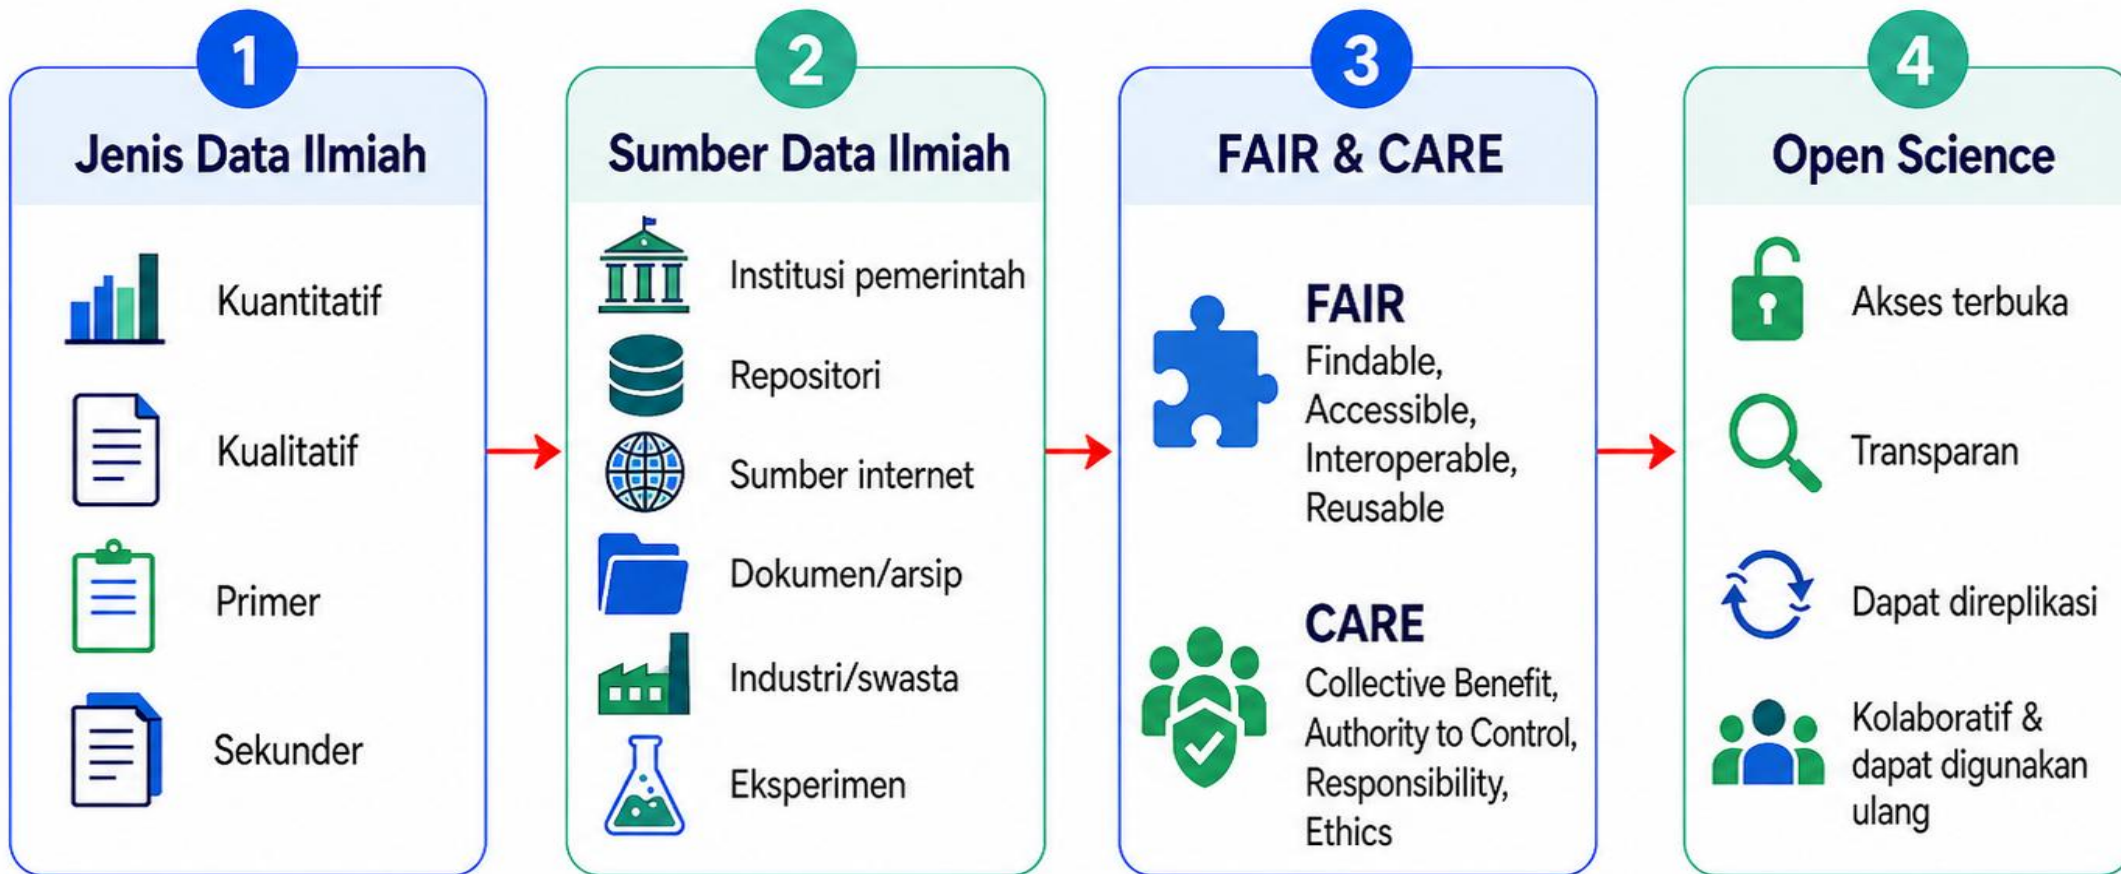 1
Jenis Data Ilmiah
Kuantitatif
Kualitatif
Primer
Sekunder
2
Sumber Data Ilmiah
Institusi pemerintah
Repositori
Sumber internet
Dokumen/arsip
Industri/swasta
Eksperimen
3
FAIR & CARE
FAIR
Findable,
Accessible,
Interoperable,
Reusable
CARE
Collective Benefit,
Authority to Control,
Responsibility,
Ethics
4
Open Science
Akses terbuka
Transparan
Dapat direplikasi
Kolaboratif &
dapat digunakan
ulang